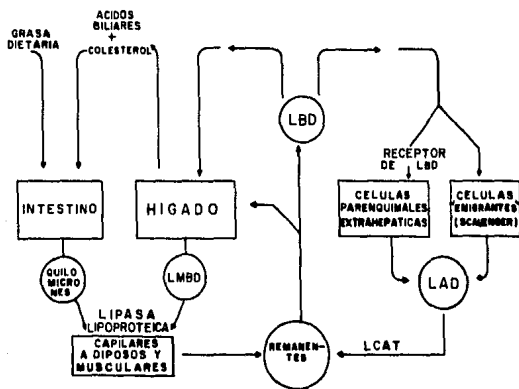 GRASA
DIETARIA
ACIDOS
BILIARES
+
COLESTEROL
LBD
RECEPTOR
DE LBD
INTESTINO
HIGADO
CELULAS
PARENQUIMALES
EXTRAHEPATICAS
CELULAS
"EMIGRANTES"
(SCAVENGER)
QUILO
MICRO
NES
LMBD
LAD
LIPASA
LIPOPROTEICA
CAPILARES
A DIPOSOS Y
MUSCULARES
REMANEN-
TES
LCAT